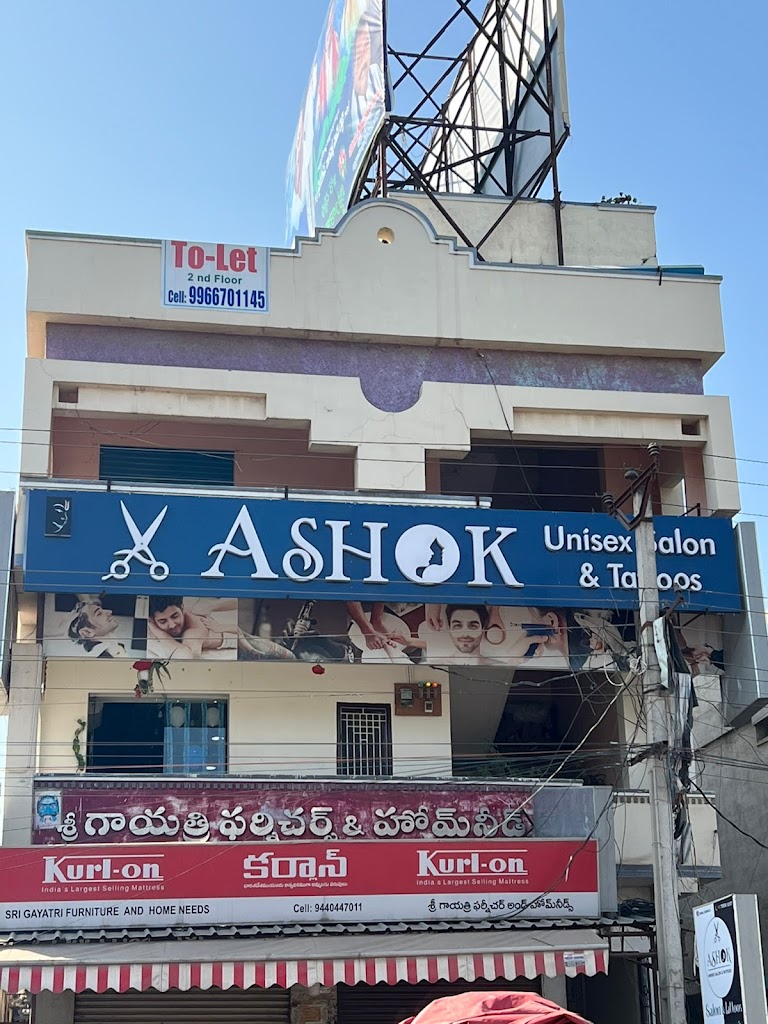 To-Let
2 nd Floor
Cell: 9966701145
ASHOK
Unisex Salon
& Tattoos
శ్రీ గాయత్రి ఫర్నిచర్స్ & హోమ్ నీడ్స్
Kurl-on
India's Largest Selling Mattress
కర్లాన్
Kurl-on
India's Largest Selling Mattress
SRI GAYATRI FURNITURE AND HOME NEEDS
Cell: 9440447011
శ్రీ గాయత్రి ఫర్నీచర్ అండ్ హోమ్‌నీడ్స్
ASHOK